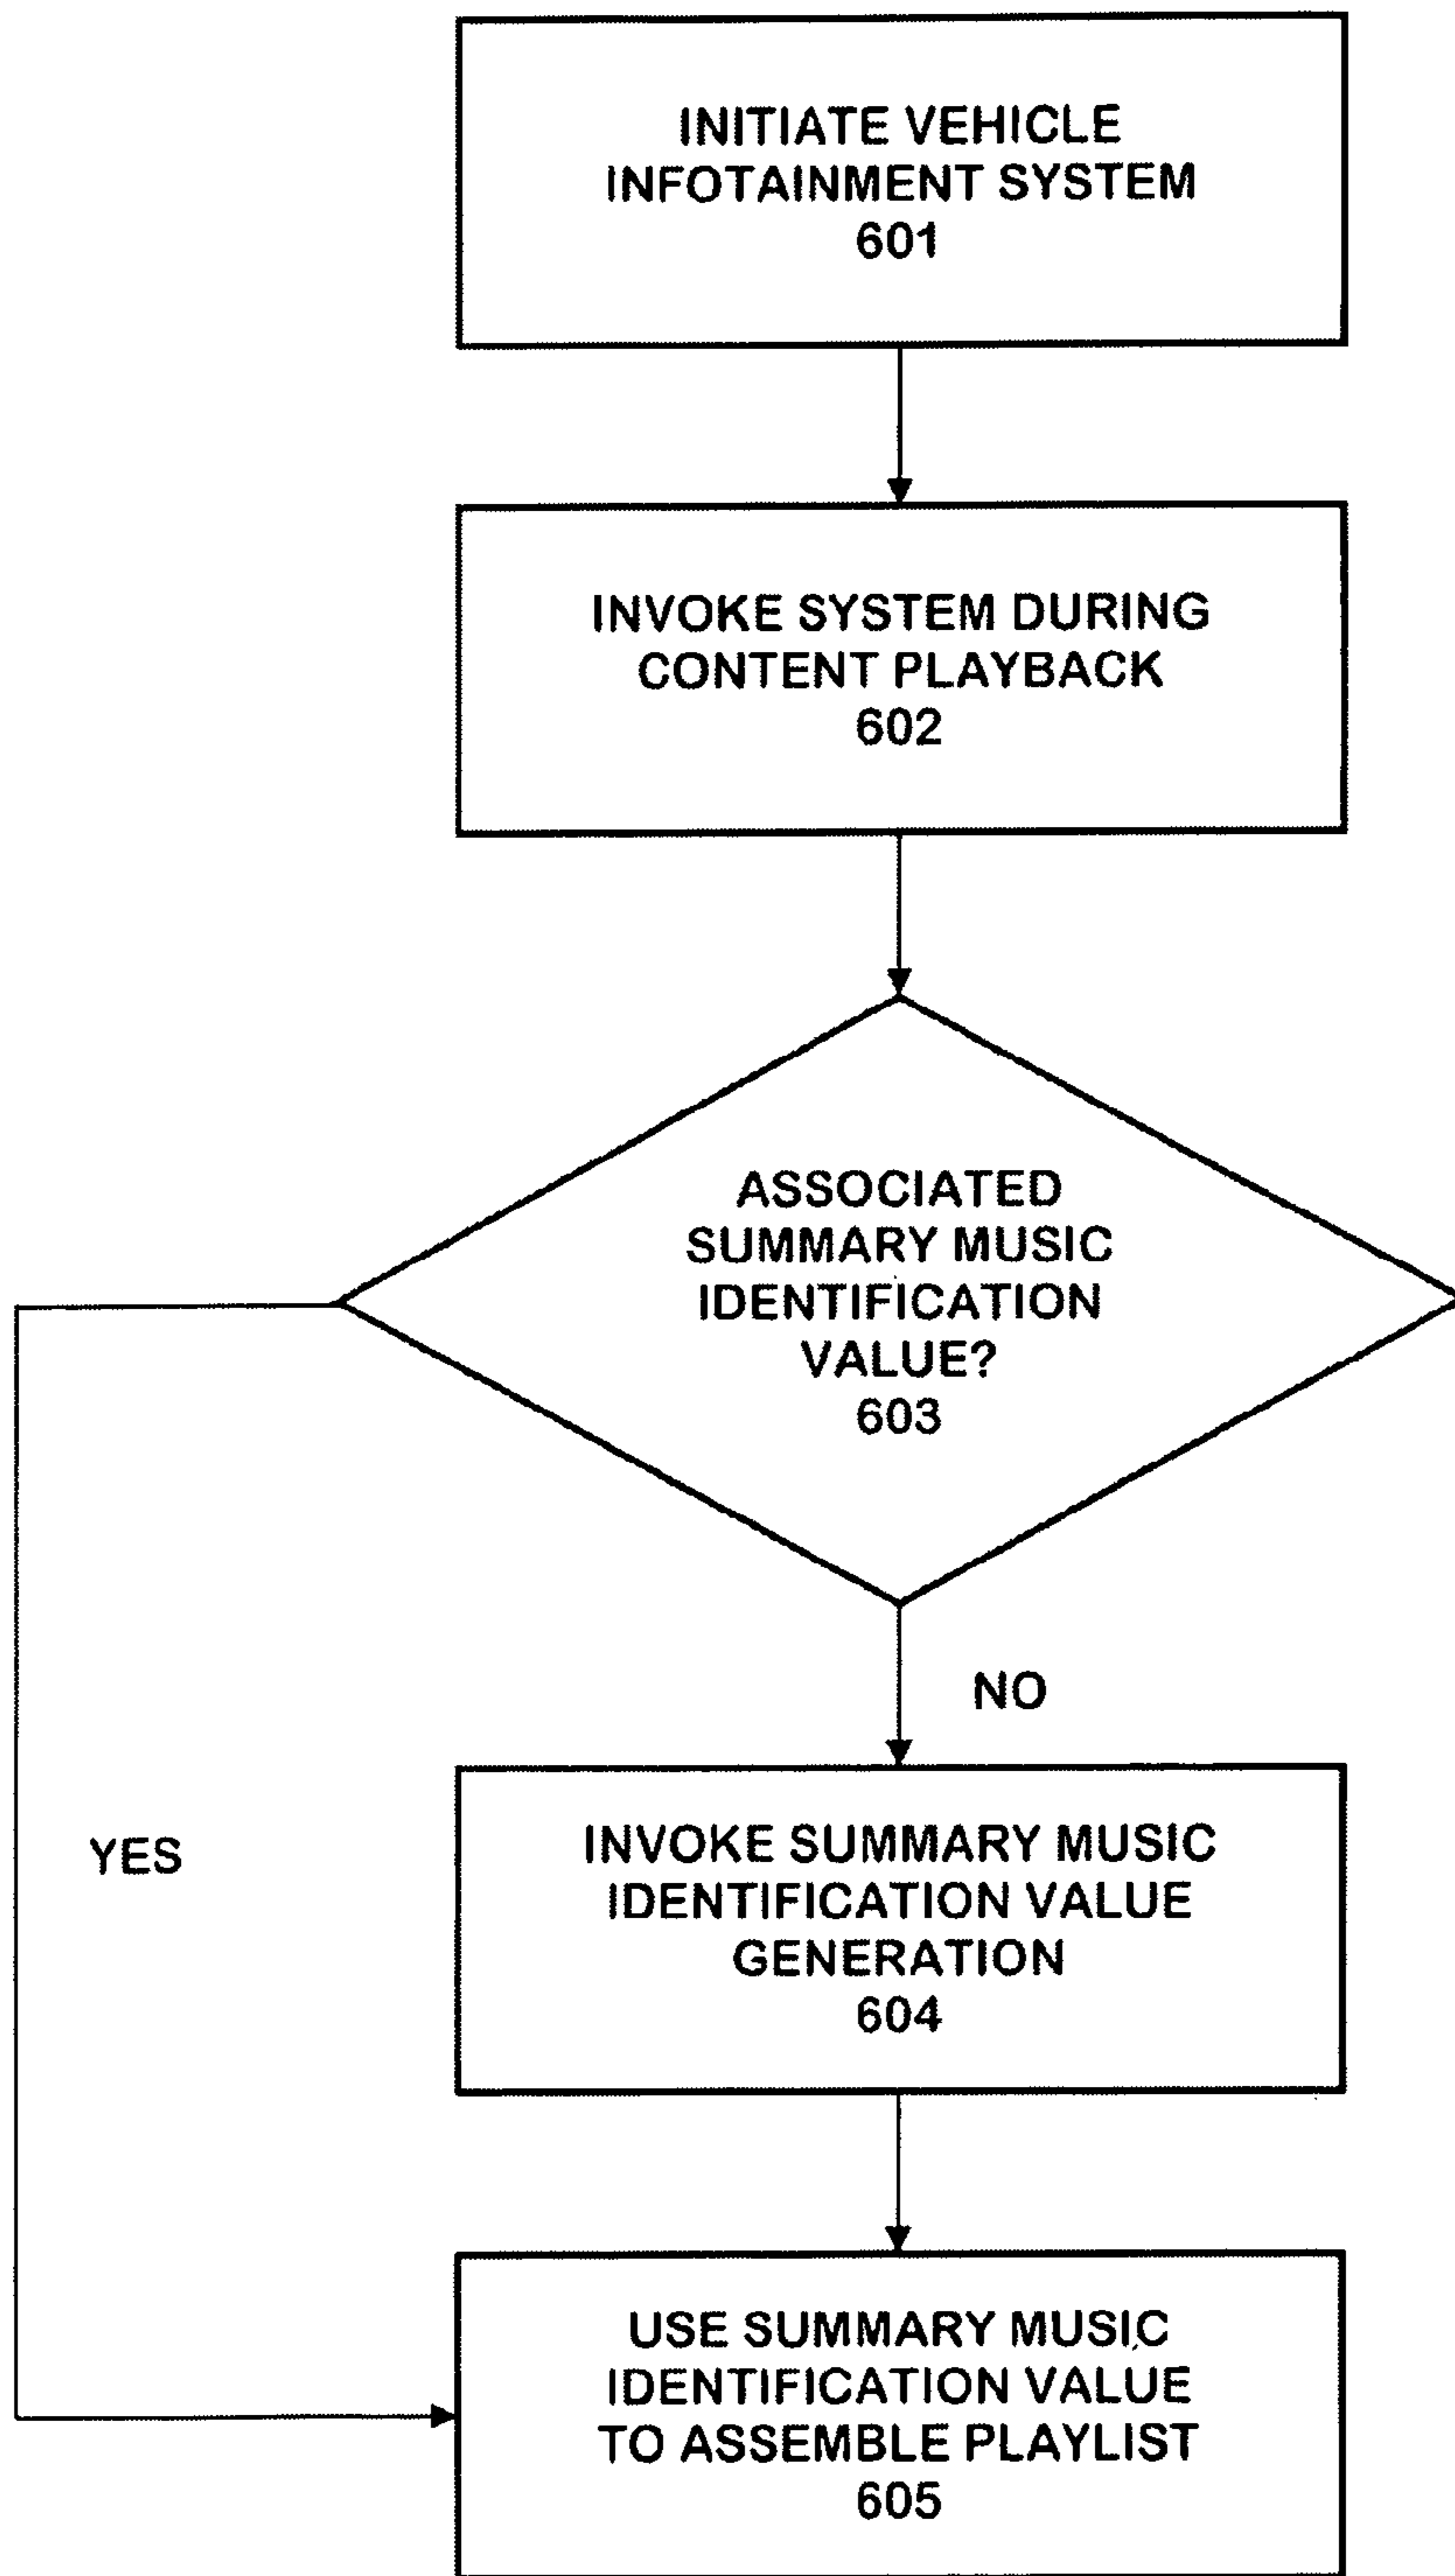 INITIATE VEHICLE
INFOTAINMENT SYSTEM
601
INVOKE SYSTEM DURING
CONTENT PLAYBACK
602
ASSOCIATED
SUMMARY MUSIC
IDENTIFICATION
VALUE?
603
NO
YES
INVOKE SUMMARY MUSIC
IDENTIFICATION VALUE
GENERATION
604
USE SUMMARY MUSIC
IDENTIFICATION VALUE
TO ASSEMBLE PLAYLIST
605